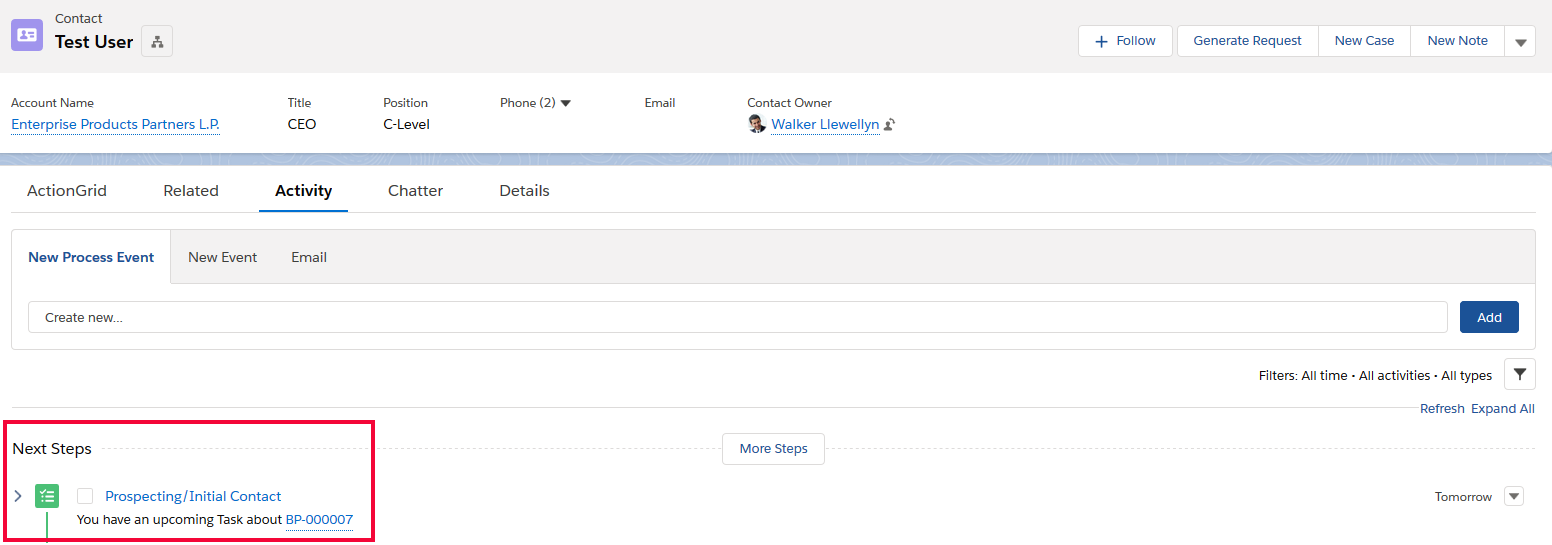 Contact
Test User
Follow Generate Request New Case New Note
Account Name Title Position Phone (2) Email Contact Owner
Enterprise Products Partners L.P. CEO C-Level Walker Llewellyn
ActionGrid Related Activity Chatter Details
New Process Event New Event Email
Create new... Add
Filters: All time • All activities • All types
Refresh Expand All
Next Steps More Steps
Prospecting/Initial Contact Tomorrow
You have an upcoming Task about BP-000007